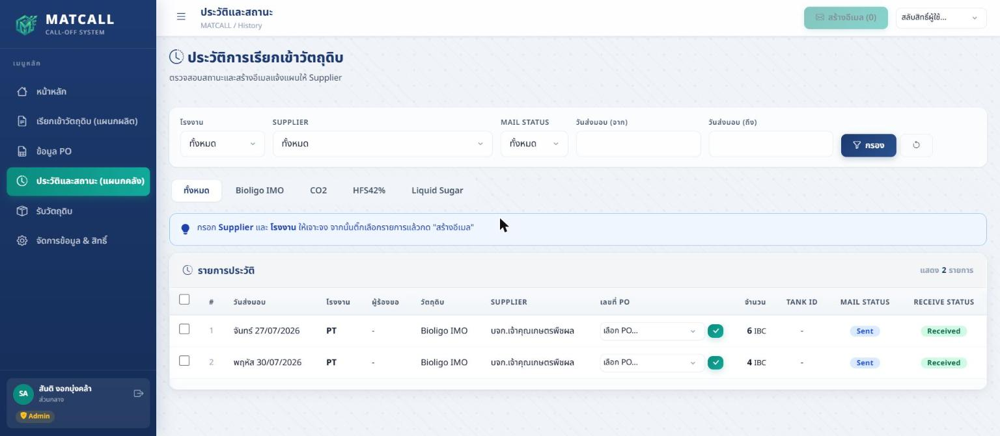 MATCALL
CALL-OFF SYSTEM
เมนูหลัก
หน้าหลัก
เรียกเข้าวัตถุดิบ (แผนกผลิต)
ข้อมูล PO
ประวัติและสถานะ (แผนกคลัง)
รับวัตถุดิบ
จัดการข้อมูล & สิทธิ์
SA
สันติ งอกบุ่งคล้า
ส่วนกลาง
Admin
ประวัติและสถานะ
MATCALL / History
สร้างอีเมล (0)
สลับสิทธิ์ผู้ใช้...
ประวัติการเรียกเข้าวัตถุดิบ
ตรวจสอบสถานะและสร้างอีเมลแจ้งแผนให้ Supplier
โรงงาน SUPPLIER MAIL STATUS วันส่งมอบ (จาก) วันส่งมอบ (ถึง)
ทั้งหมด ทั้งหมด ทั้งหมด กรอง
ทั้งหมด Bioligo IMO CO2 HFS42% Liquid Sugar
กรอก Supplier และ โรงงาน ให้เจาะจง จากนั้นติ๊กเลือกรายการแล้วกด "สร้างอีเมล"
รายการประวัติ แสดง 2 รายการ
# วันส่งมอบ โรงงาน ผู้ร้องขอ วัตถุดิบ SUPPLIER เลขที่ PO จำนวน TANK ID MAIL STATUS RECEIVE STATUS
1 จันทร์ 27/07/2026 PT - Bioligo IMO บจก.เจ้าคุณเกษตรพืชผล เลือก PO... 6 IBC - Sent Received
2 พฤหัส 30/07/2026 PT - Bioligo IMO บจก.เจ้าคุณเกษตรพืชผล เลือก PO... 4 IBC - Sent Received